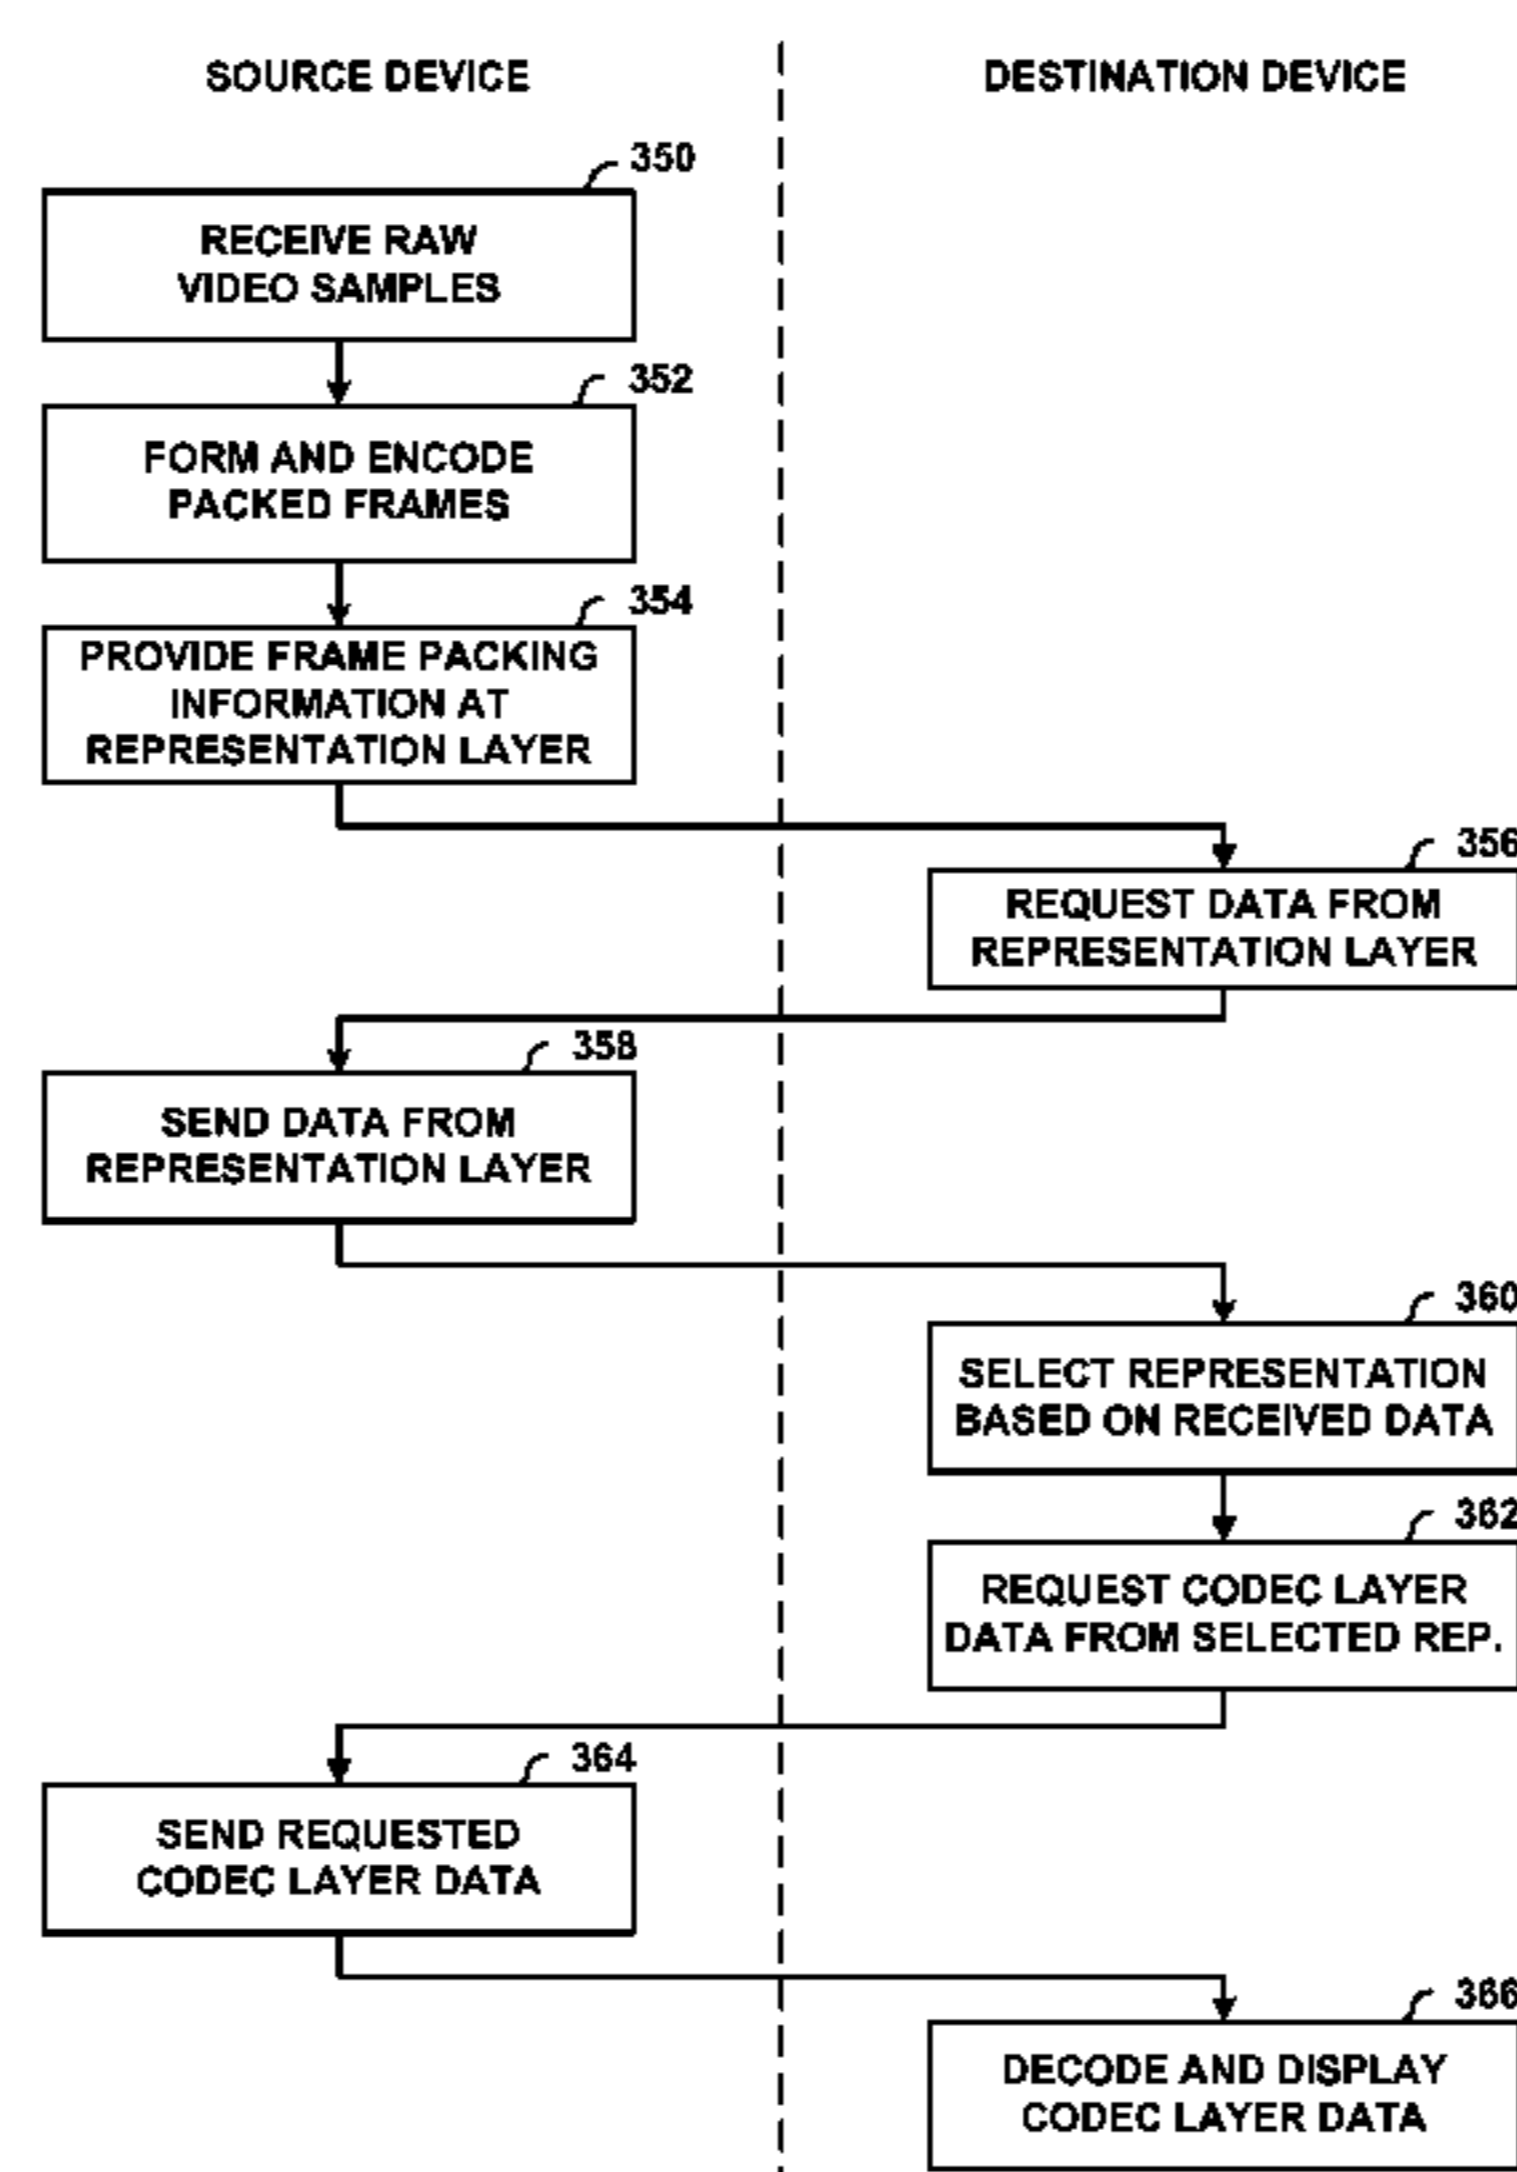 SOURCE DEVICE
DESTINATION DEVICE
350
RECEIVE RAW
VIDEO SAMPLES
352
FORM AND ENCODE
PACKED FRAMES
354
PROVIDE FRAME PACKING
INFORMATION AT
REPRESENTATION LAYER
356
REQUEST DATA FROM
REPRESENTATION LAYER
358
SEND DATA FROM
REPRESENTATION LAYER
360
SELECT REPRESENTATION
BASED ON RECEIVED DATA
362
REQUEST CODEC LAYER
DATA FROM SELECTED REP.
364
SEND REQUESTED
CODEC LAYER DATA
366
DECODE AND DISPLAY
CODEC LAYER DATA